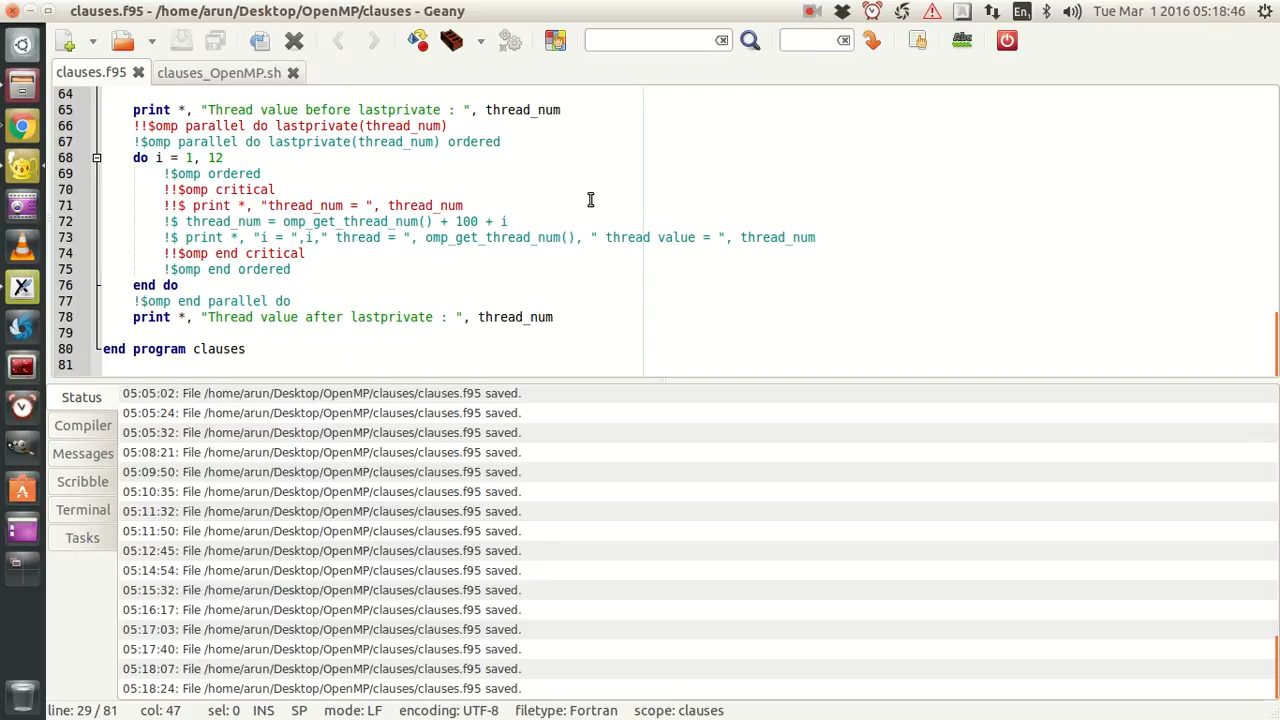 clauses.f95 - /home/arun/Desktop/OpenMP/clauses - Geany
En
Tue Mar 1 2016 05:18:46
clauses.f95
clauses_OpenMP.sh
64
65 print *, "Thread value before lastprivate : ", thread_num
66 !!$omp parallel do lastprivate(thread_num)
67 !$omp parallel do lastprivate(thread_num) ordered
68 do i = 1, 12
69 !$omp ordered
70 !!$omp critical
71 !!$ print *, "thread_num = ", thread_num
72 !$ thread_num = omp_get_thread_num() + 100 + i
73 !$ print *, "i = ",i," thread = ", omp_get_thread_num(), " thread value = ", thread_num
74 !!$omp end critical
75 !$omp end ordered
76 end do
77 !$omp end parallel do
78 print *, "Thread value after lastprivate : ", thread_num
79
80 end program clauses
81
Status
Compiler
Messages
Scribble
Terminal
Tasks
05:05:02: File /home/arun/Desktop/OpenMP/clauses/clauses.f95 saved.
05:05:24: File /home/arun/Desktop/OpenMP/clauses/clauses.f95 saved.
05:05:32: File /home/arun/Desktop/OpenMP/clauses/clauses.f95 saved.
05:08:21: File /home/arun/Desktop/OpenMP/clauses/clauses.f95 saved.
05:09:50: File /home/arun/Desktop/OpenMP/clauses/clauses.f95 saved.
05:10:35: File /home/arun/Desktop/OpenMP/clauses/clauses.f95 saved.
05:11:32: File /home/arun/Desktop/OpenMP/clauses/clauses.f95 saved.
05:11:50: File /home/arun/Desktop/OpenMP/clauses/clauses.f95 saved.
05:12:45: File /home/arun/Desktop/OpenMP/clauses/clauses.f95 saved.
05:14:54: File /home/arun/Desktop/OpenMP/clauses/clauses.f95 saved.
05:15:32: File /home/arun/Desktop/OpenMP/clauses/clauses.f95 saved.
05:16:17: File /home/arun/Desktop/OpenMP/clauses/clauses.f95 saved.
05:17:03: File /home/arun/Desktop/OpenMP/clauses/clauses.f95 saved.
05:17:40: File /home/arun/Desktop/OpenMP/clauses/clauses.f95 saved.
05:18:07: File /home/arun/Desktop/OpenMP/clauses/clauses.f95 saved.
05:18:24: File /home/arun/Desktop/OpenMP/clauses/clauses.f95 saved.
line: 29 / 81 col: 47 sel: 0 INS SP mode: LF encoding: UTF-8 filetype: Fortran scope: clauses